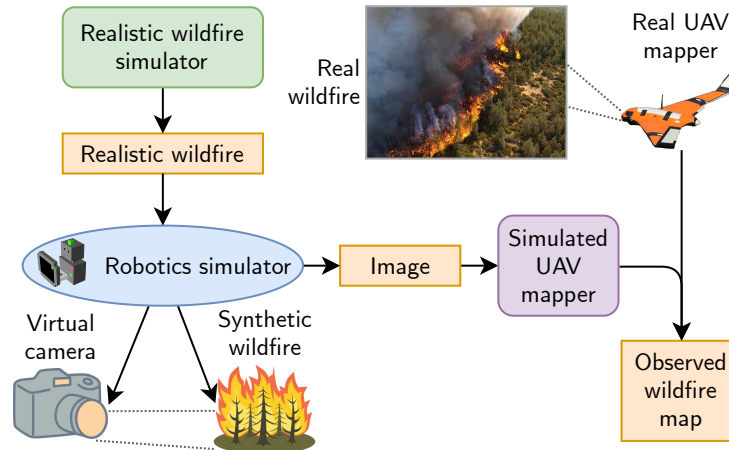 Realistic wildfire
simulator
Real
wildfire
Real UAV
mapper
Realistic wildfire
Robotics simulator
Image
Simulated
UAV
mapper
Virtual
camera
Synthetic
wildfire
Observed
wildfire
map